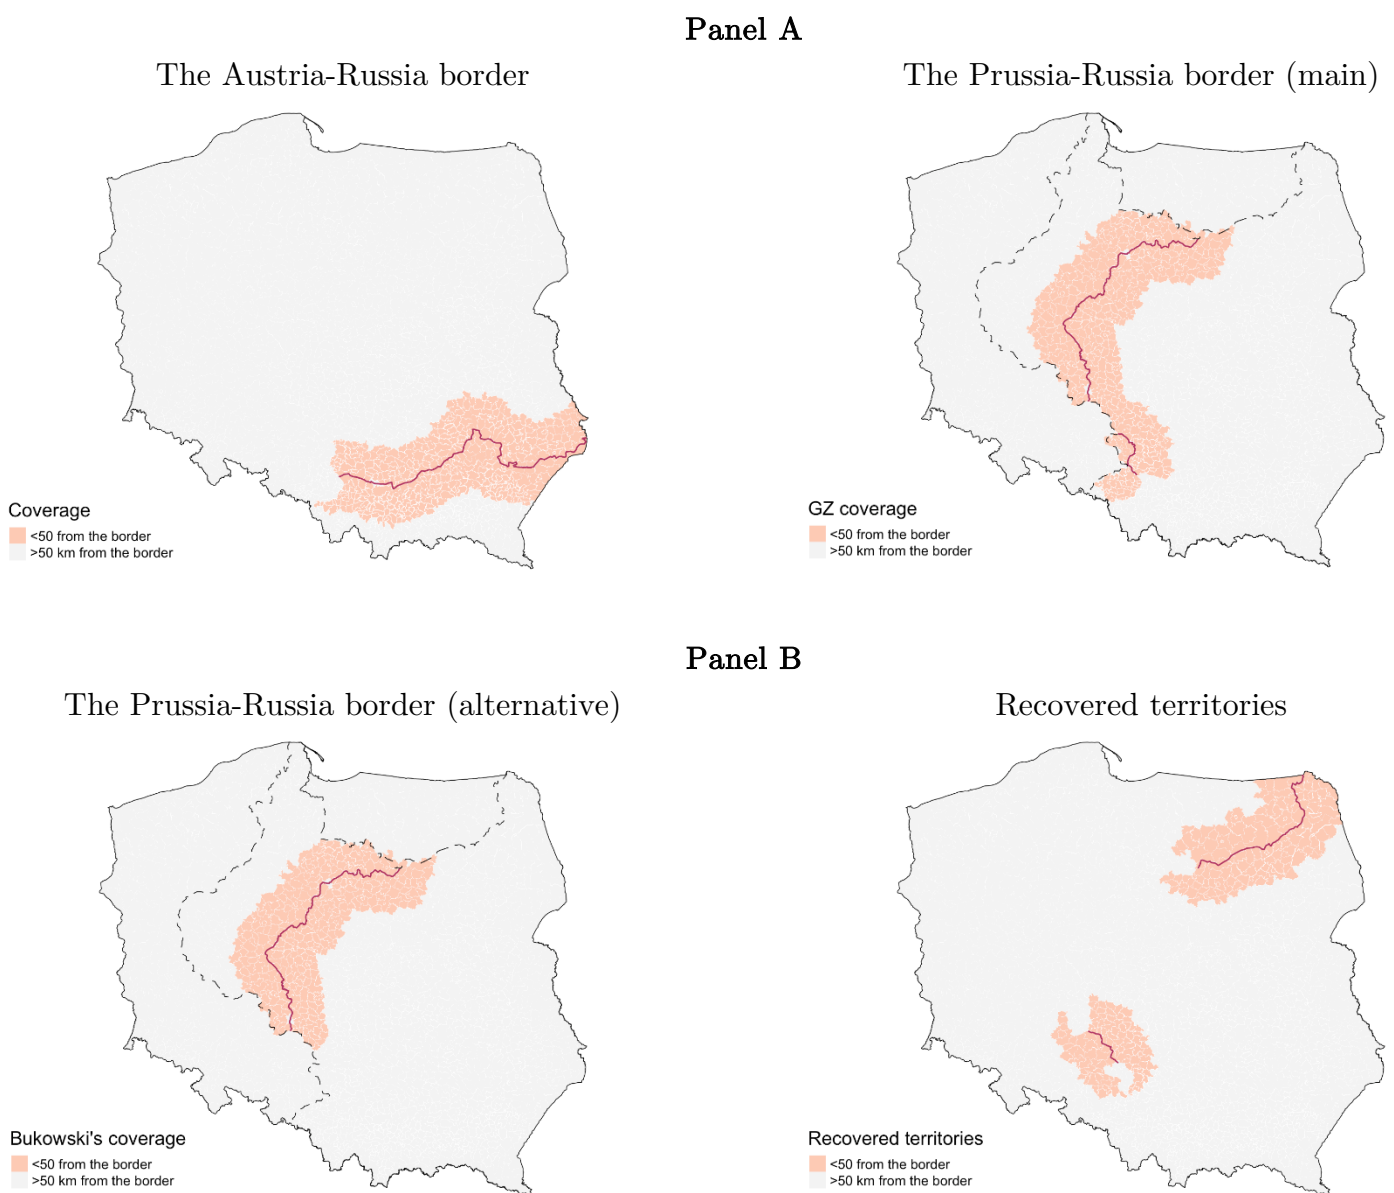 Panel A
The Austria-Russia border
The Prussia-Russia border (main)
Coverage
<50 from the border
>50 km from the border
GZ coverage
<50 from the border
>50 km from the border
Panel B
The Prussia-Russia border (alternative)
Recovered territories
Bukowski's coverage
<50 from the border
>50 km from the border
Recovered territories
<50 from the border
>50 km from the border